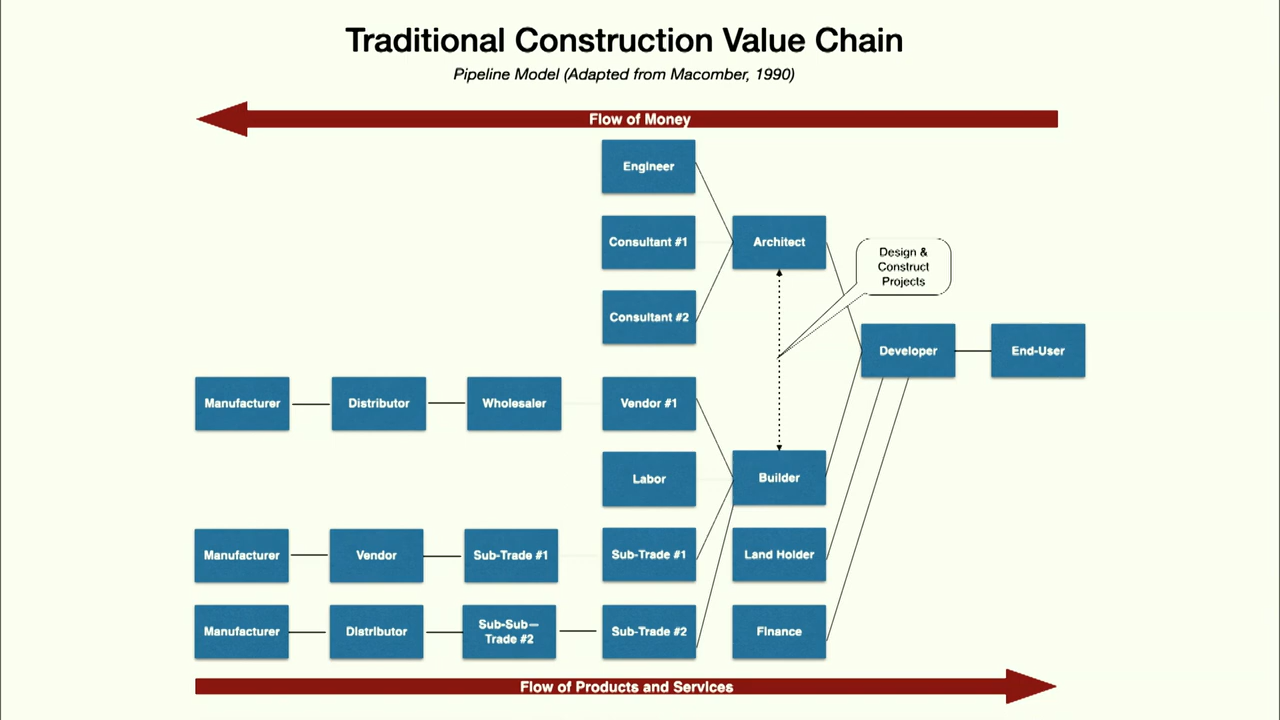 Traditional Construction Value Chain
Pipeline Model (Adapted from Macomber, 1990)
Flow of Money
Engineer
Consultant #1
Architect
Design &
Construct
Projects
Consultant #2
Developer
End-User
Manufacturer
Distributor
Wholesaler
Vendor #1
Labor
Builder
Manufacturer
Vendor
Sub-Trade #1
Sub-Trade #1
Land Holder
Manufacturer
Distributor
Sub-Sub—
Trade #2
Sub-Trade #2
Finance
Flow of Products and Services